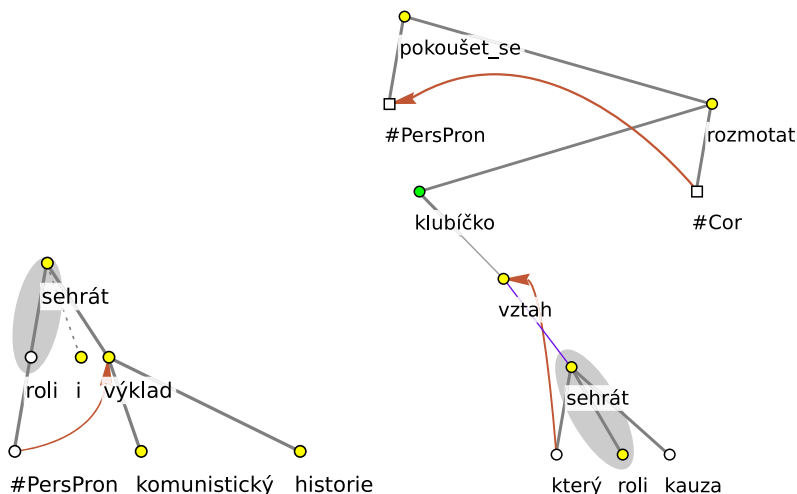 pokoušet_se
#PersPron
rozmotat
klubíčko
#Cor
vztah
sehrát
který roli kauza
sehrát
roli i výklad
#PersPron komunistický historie